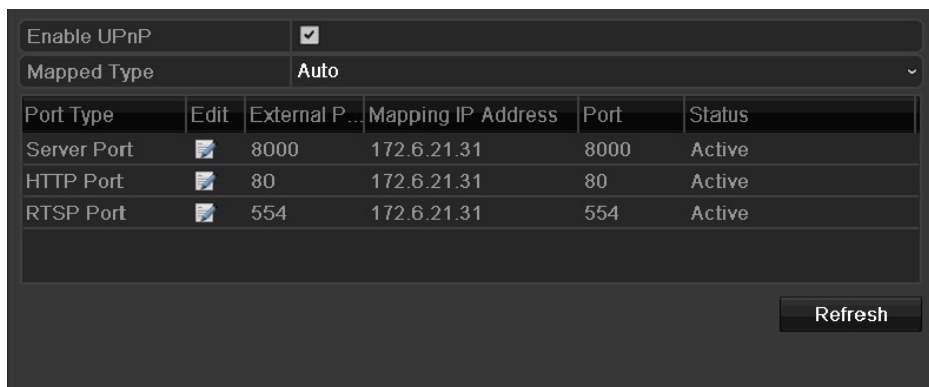 Enable UPnP
Mapped Type Auto
Port Type Edit External P... Mapping IP Address Port Status
Server Port 8000 172.6.21.31 8000 Active
HTTP Port 80 172.6.21.31 80 Active
RTSP Port 554 172.6.21.31 554 Active
Refresh